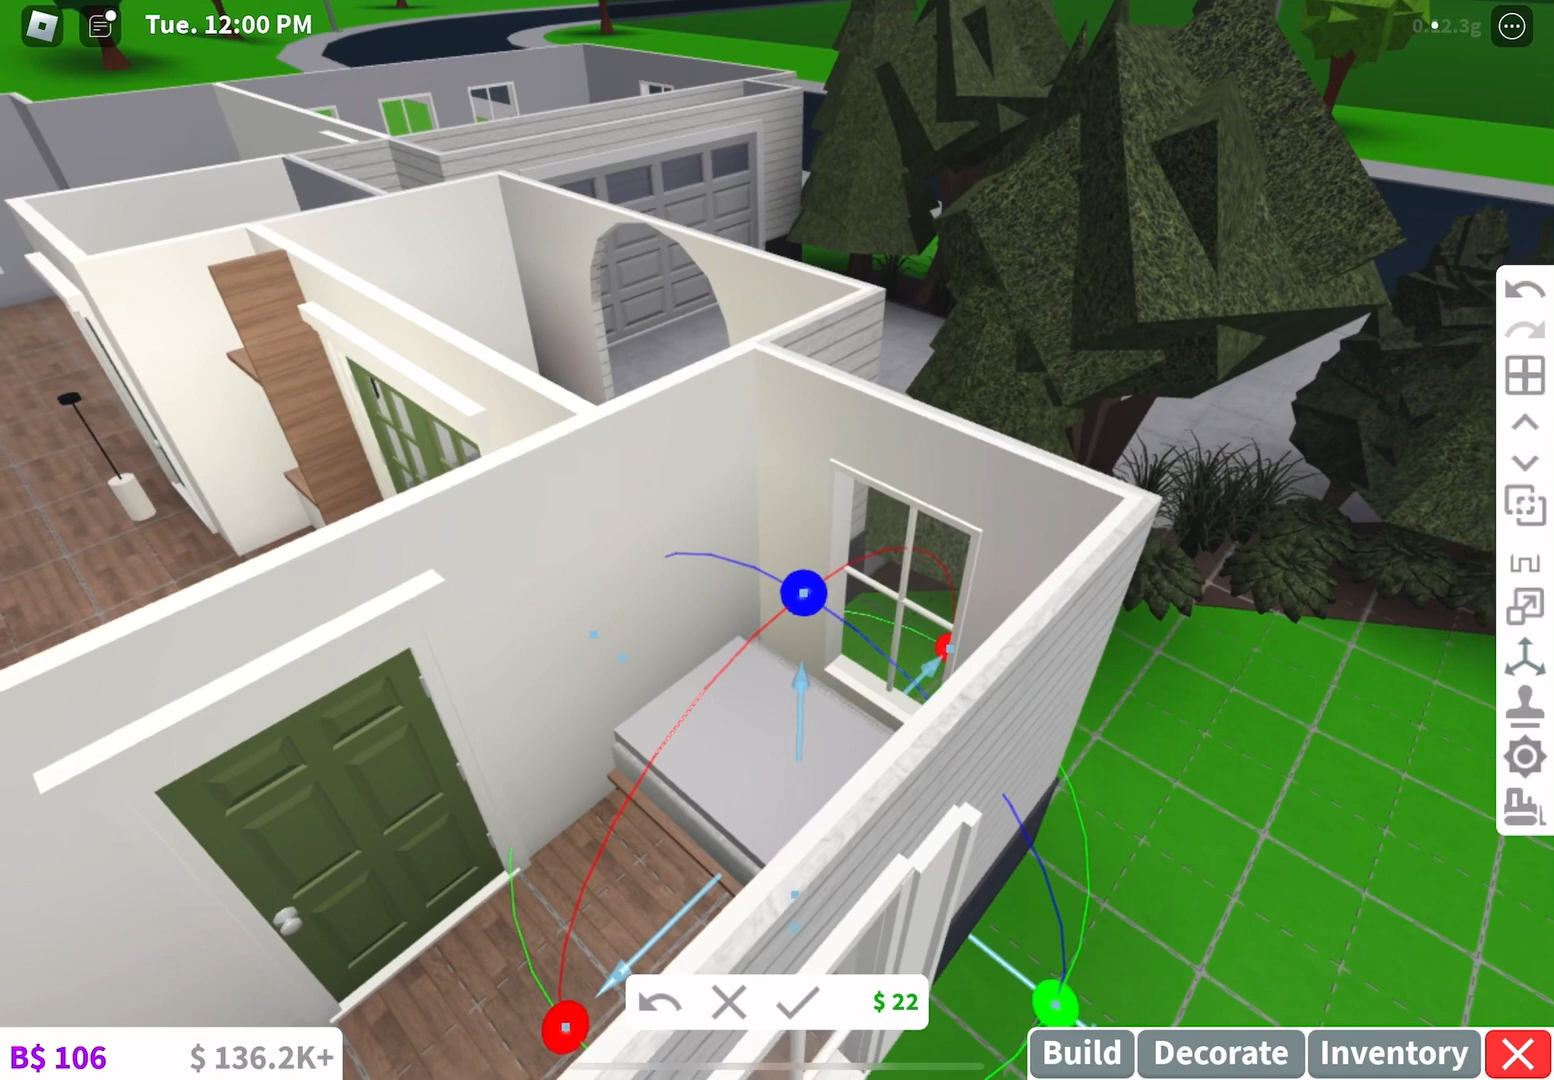 Tue. 12:00 PM
$ 22
B$ 106
$ 136.2K+
Build
Decorate
Inventory